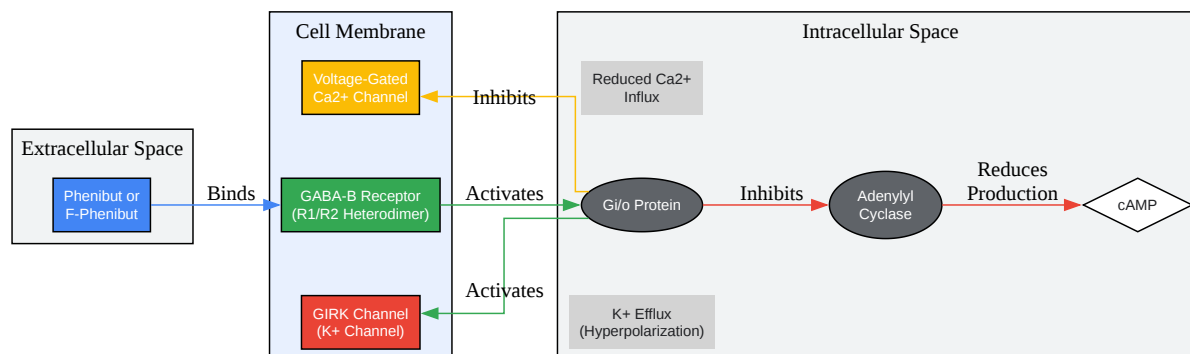 Cell Membrane
Intracellular Space
Voltage-Gated
Ca2+ Channel
Inhibits
Reduced Ca2+
Influx
Extracellular Space
Phenibut or
F-Phenibut
Binds
GABA-B Receptor
(R1/R2 Heterodimer)
Activates
Gi/o Protein
Inhibits
Adenylyl
Cyclase
Reduces
Production
cAMP
Activates
GIRK Channel
(K+ Channel)
K+ Efflux
(Hyperpolarization)